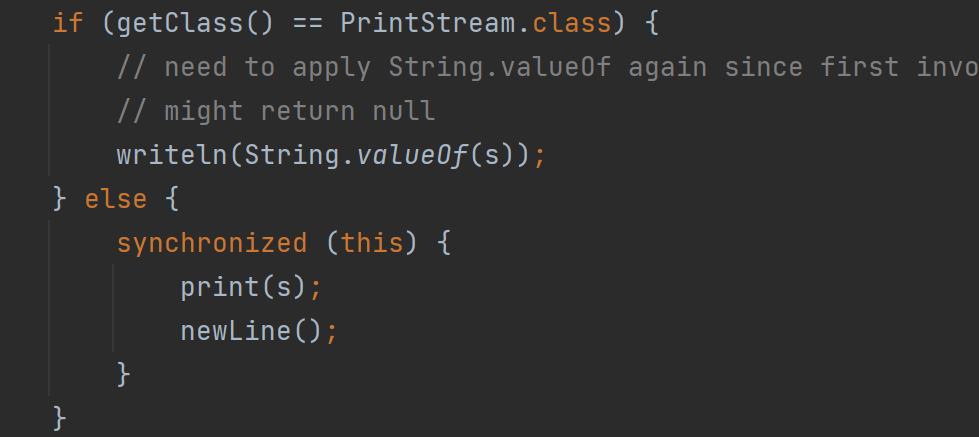 if (getClass() == PrintStream.class) {
// need to apply String.valueOf again since first invo
// might return null
writeln(String.valueOf(s));
} else {
synchronized (this) {
print(s);
newLine();
}
}